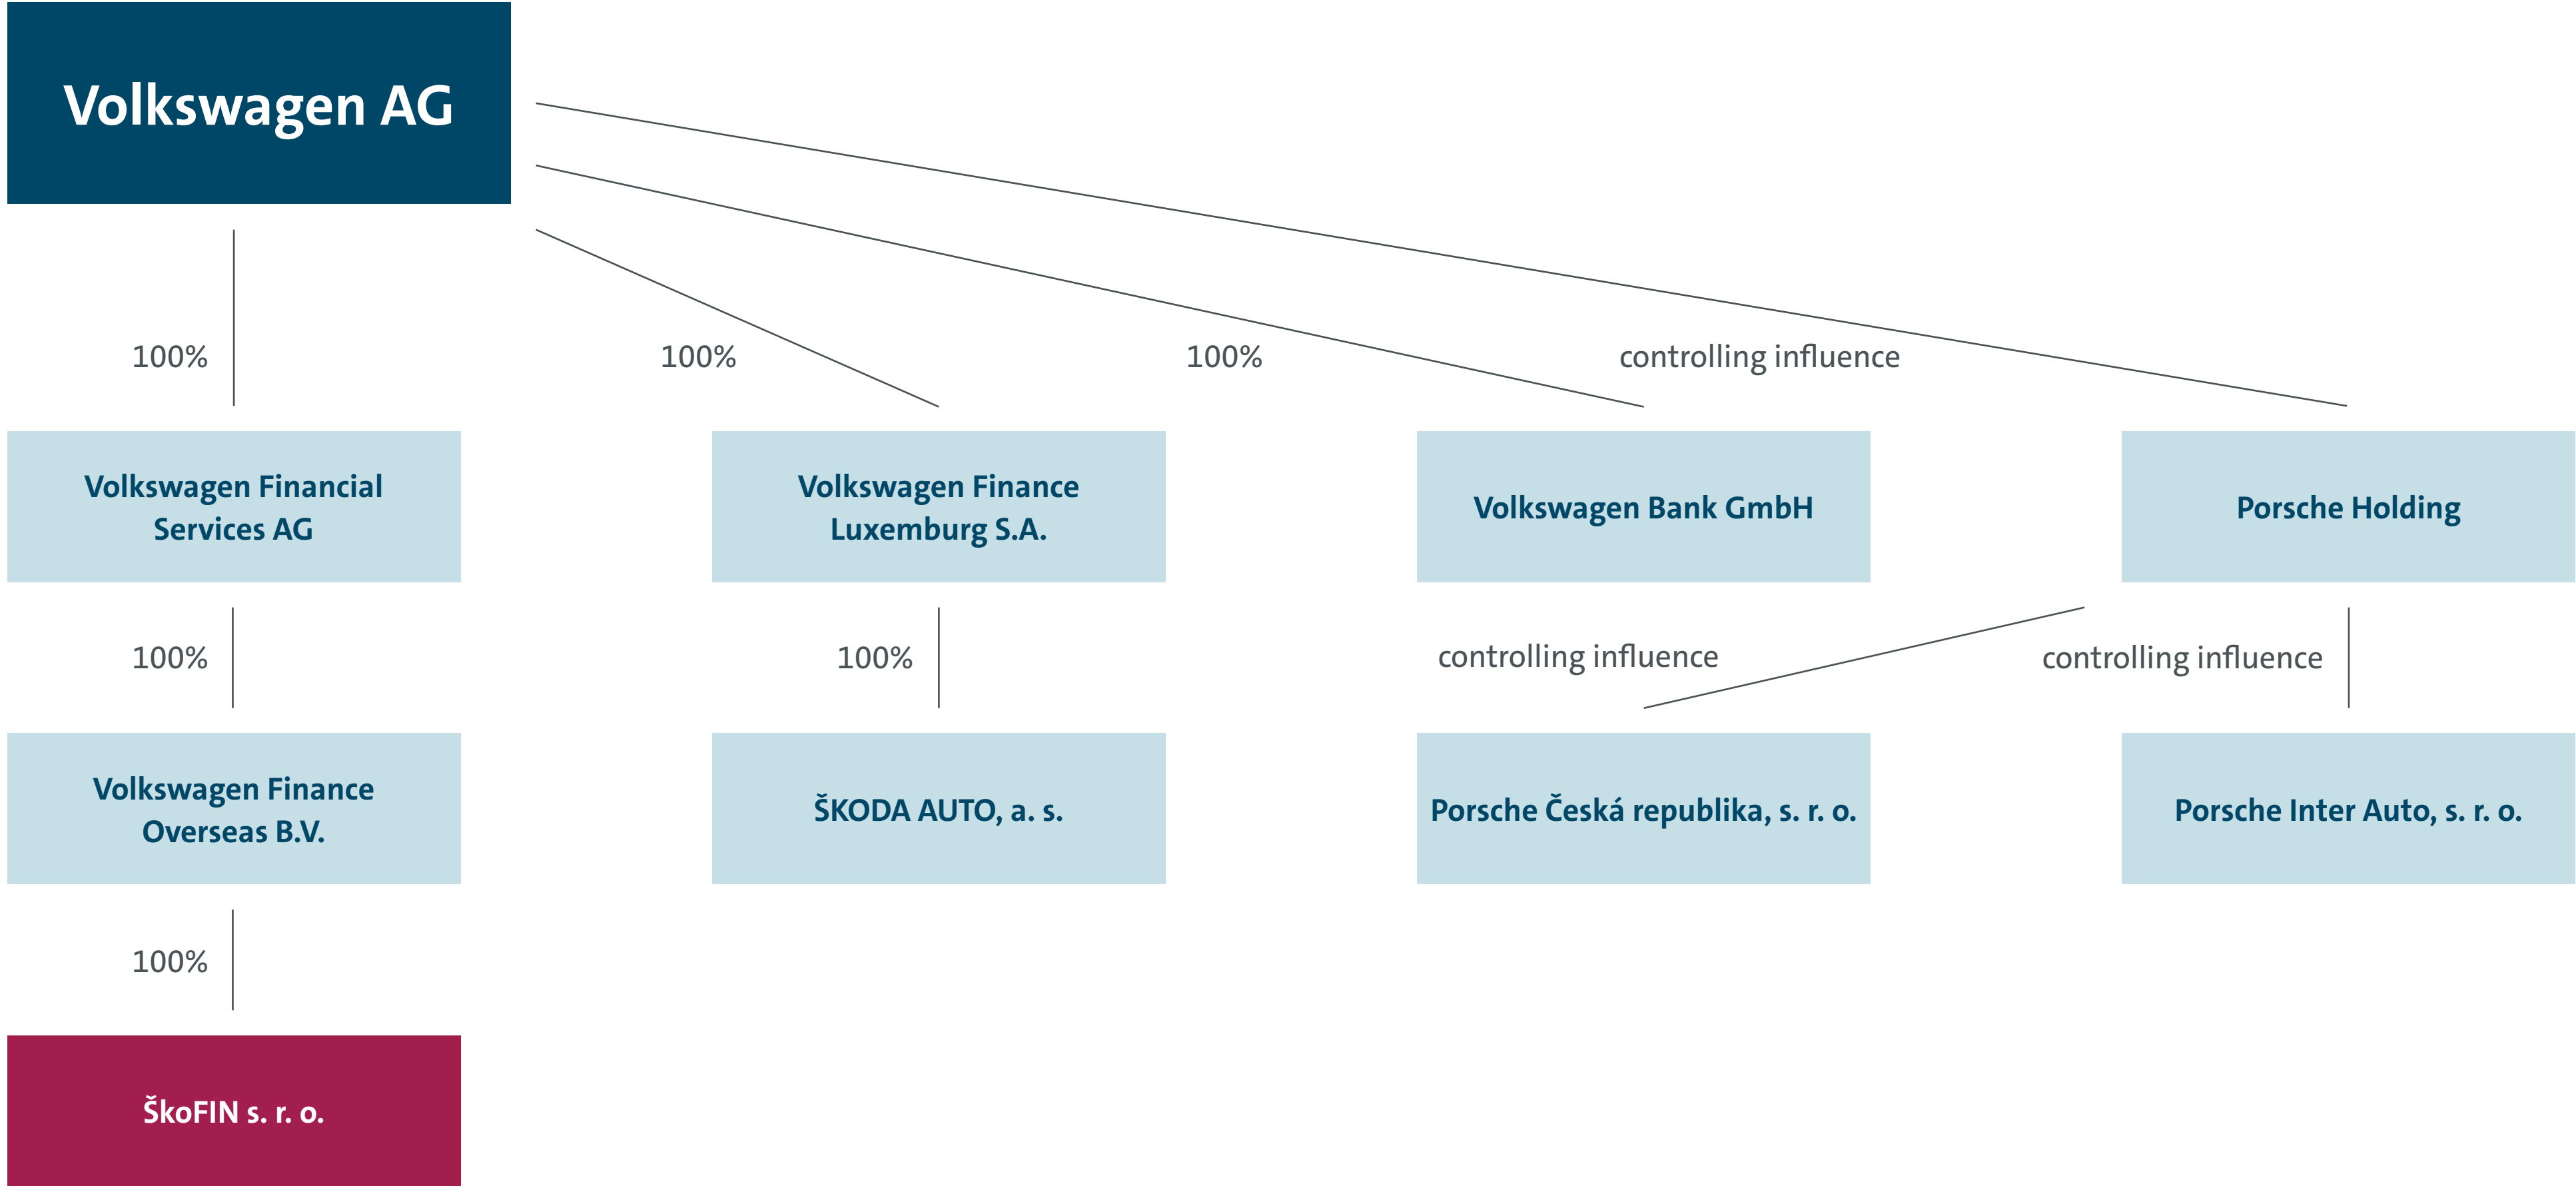 Volkswagen AG
100%
100%
100%
controlling influence
Volkswagen Financial
Services AG
Volkswagen Finance
Luxemburg S.A.
Volkswagen Bank GmbH
Porsche Holding
100%
100%
controlling influence
controlling influence
Volkswagen Finance
Overseas B.V.
ŠKODA AUTO, a. s.
Porsche Česká republika, s. r. o.
Porsche Inter Auto, s. r. o.
100%
ŠkoFIN s. r. o.